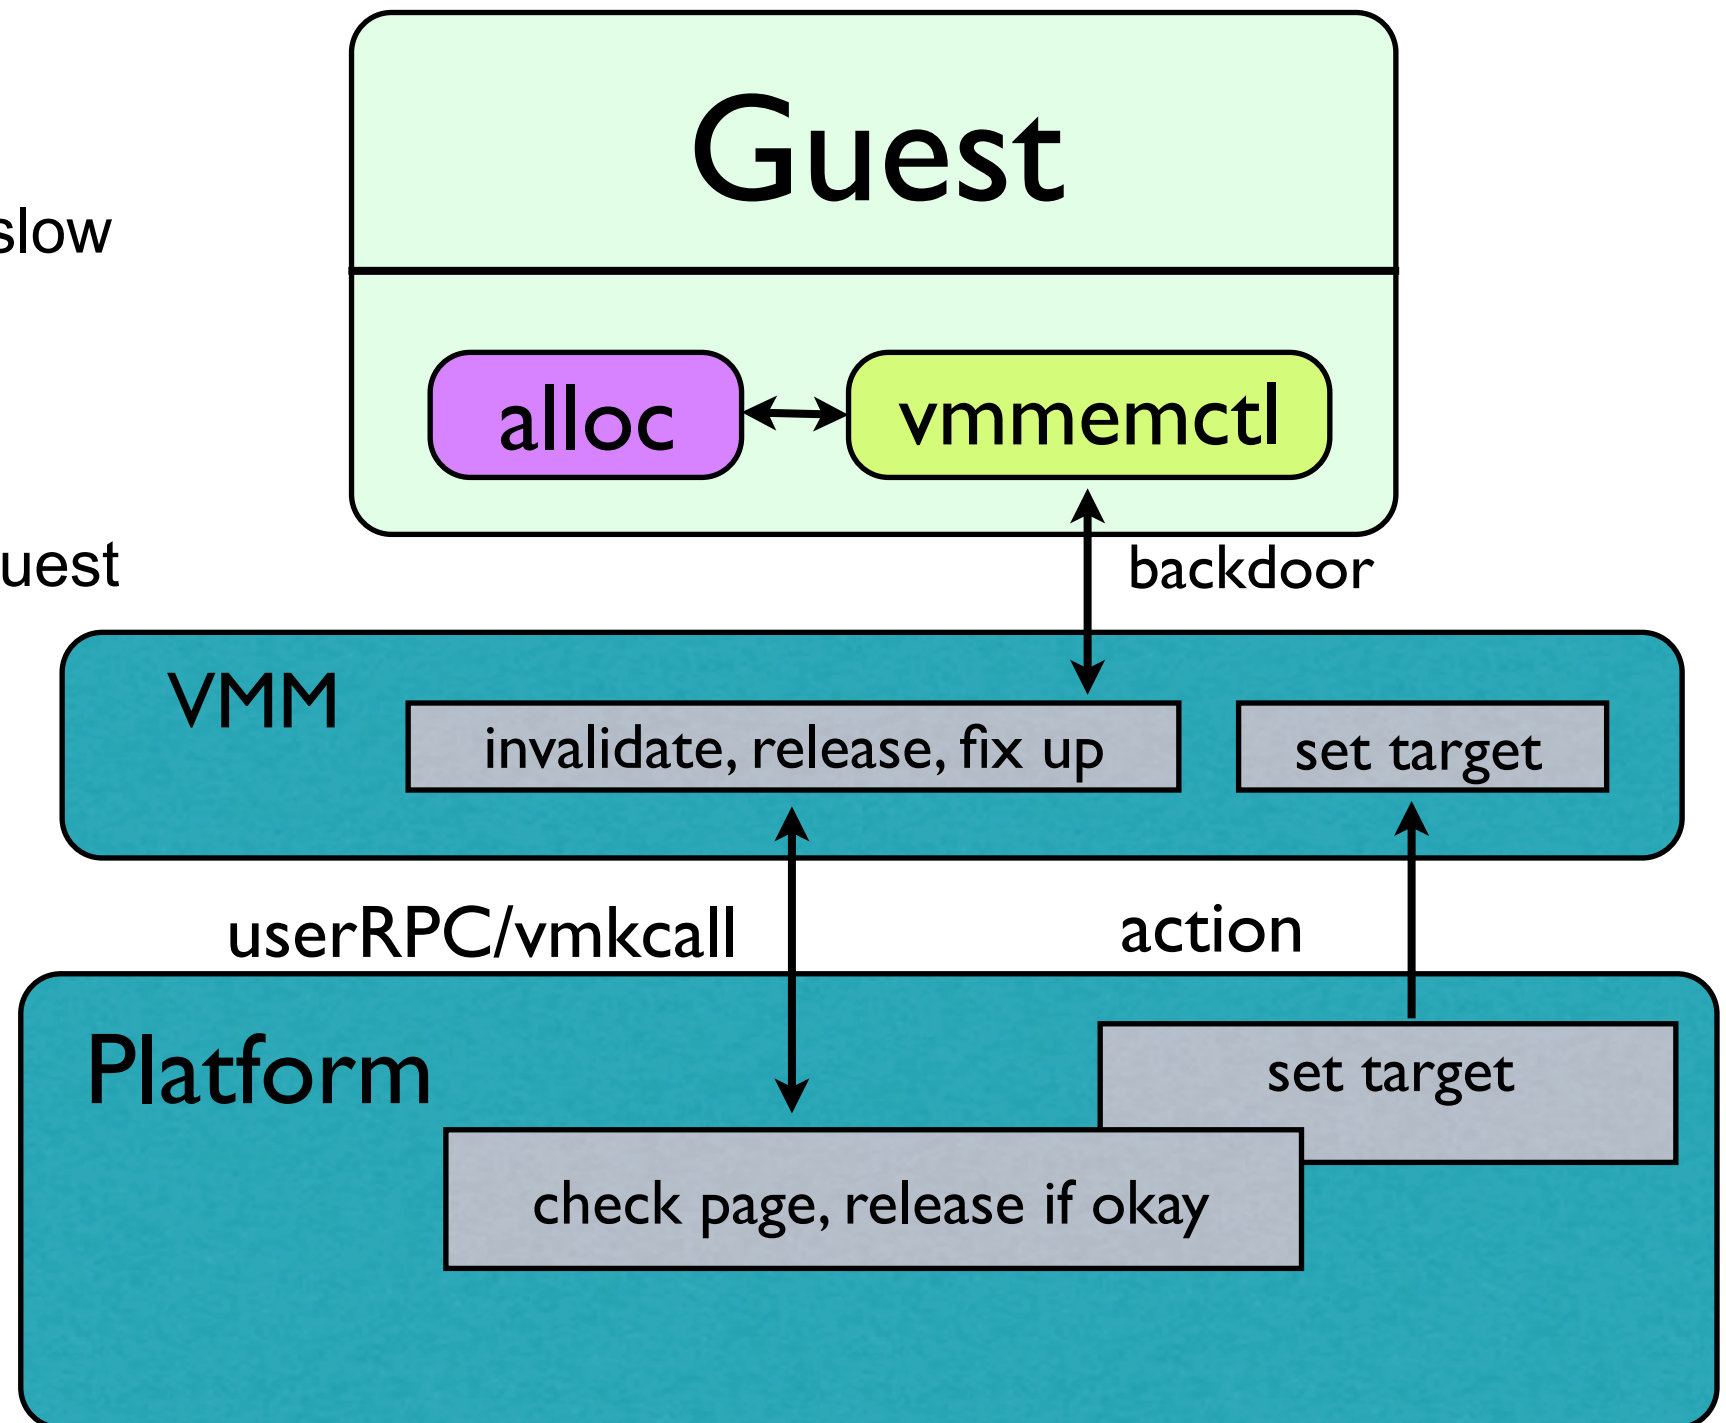 Guest
slow
alloc
vmmemctl
uest
backdoor
VMM
invalidate, release, fix up
set target
userRPC/vmkcall
action
Platform
set target
check page, release if okay